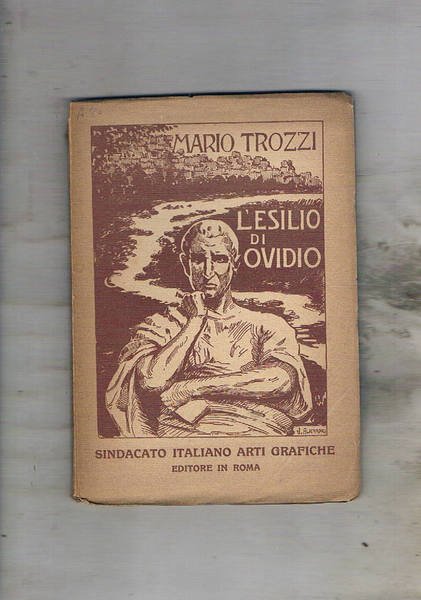 MARIO TROZZI
L'ESILIO
DI
OVIDIO
SINDACATO ITALIANO ARTI GRAFICHE
EDITORE IN ROMA